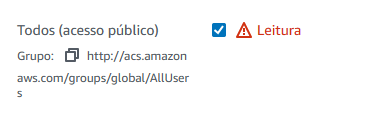 Todos (acesso público)
Leitura
Grupo: http://acs.amazon
aws.com/groups/global/AllUser
s